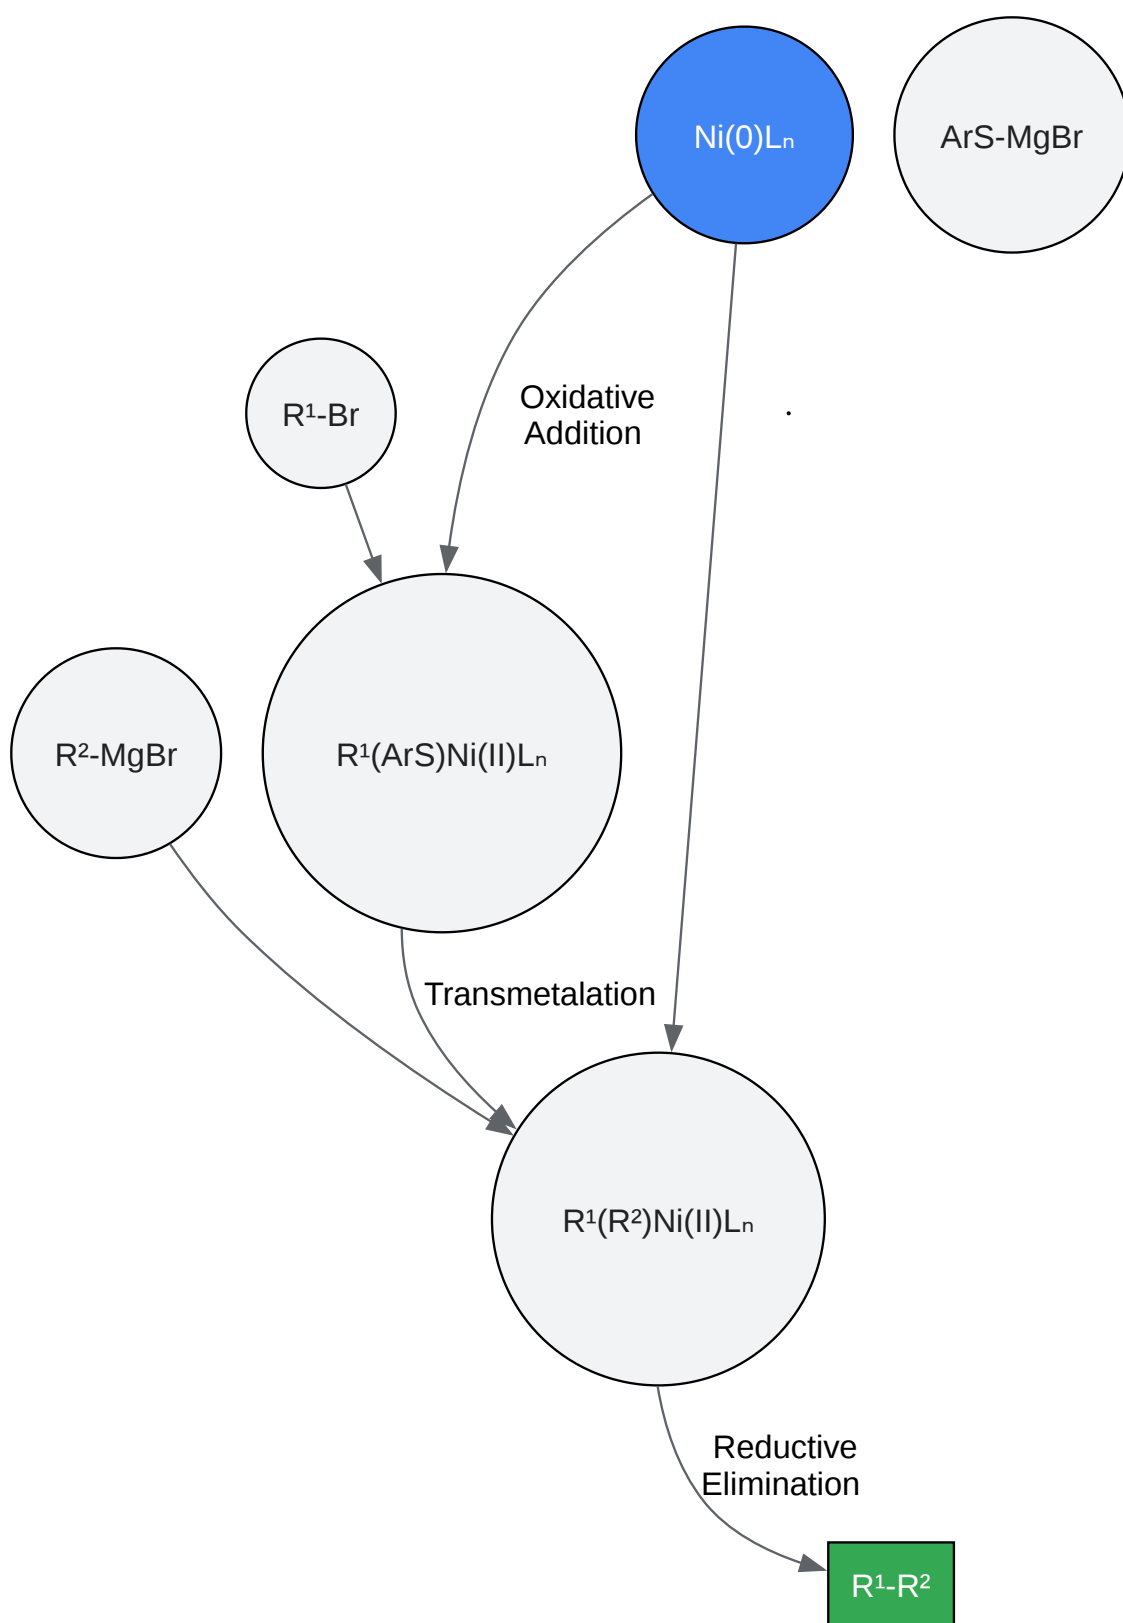 Ni(0)Lₙ
ArS-MgBr
Oxidative
Addition
R¹-Br
R²-MgBr
R¹(ArS)Ni(II)Lₙ
Transmetalation
R¹(R²)Ni(II)Lₙ
Reductive
Elimination
R¹-R²